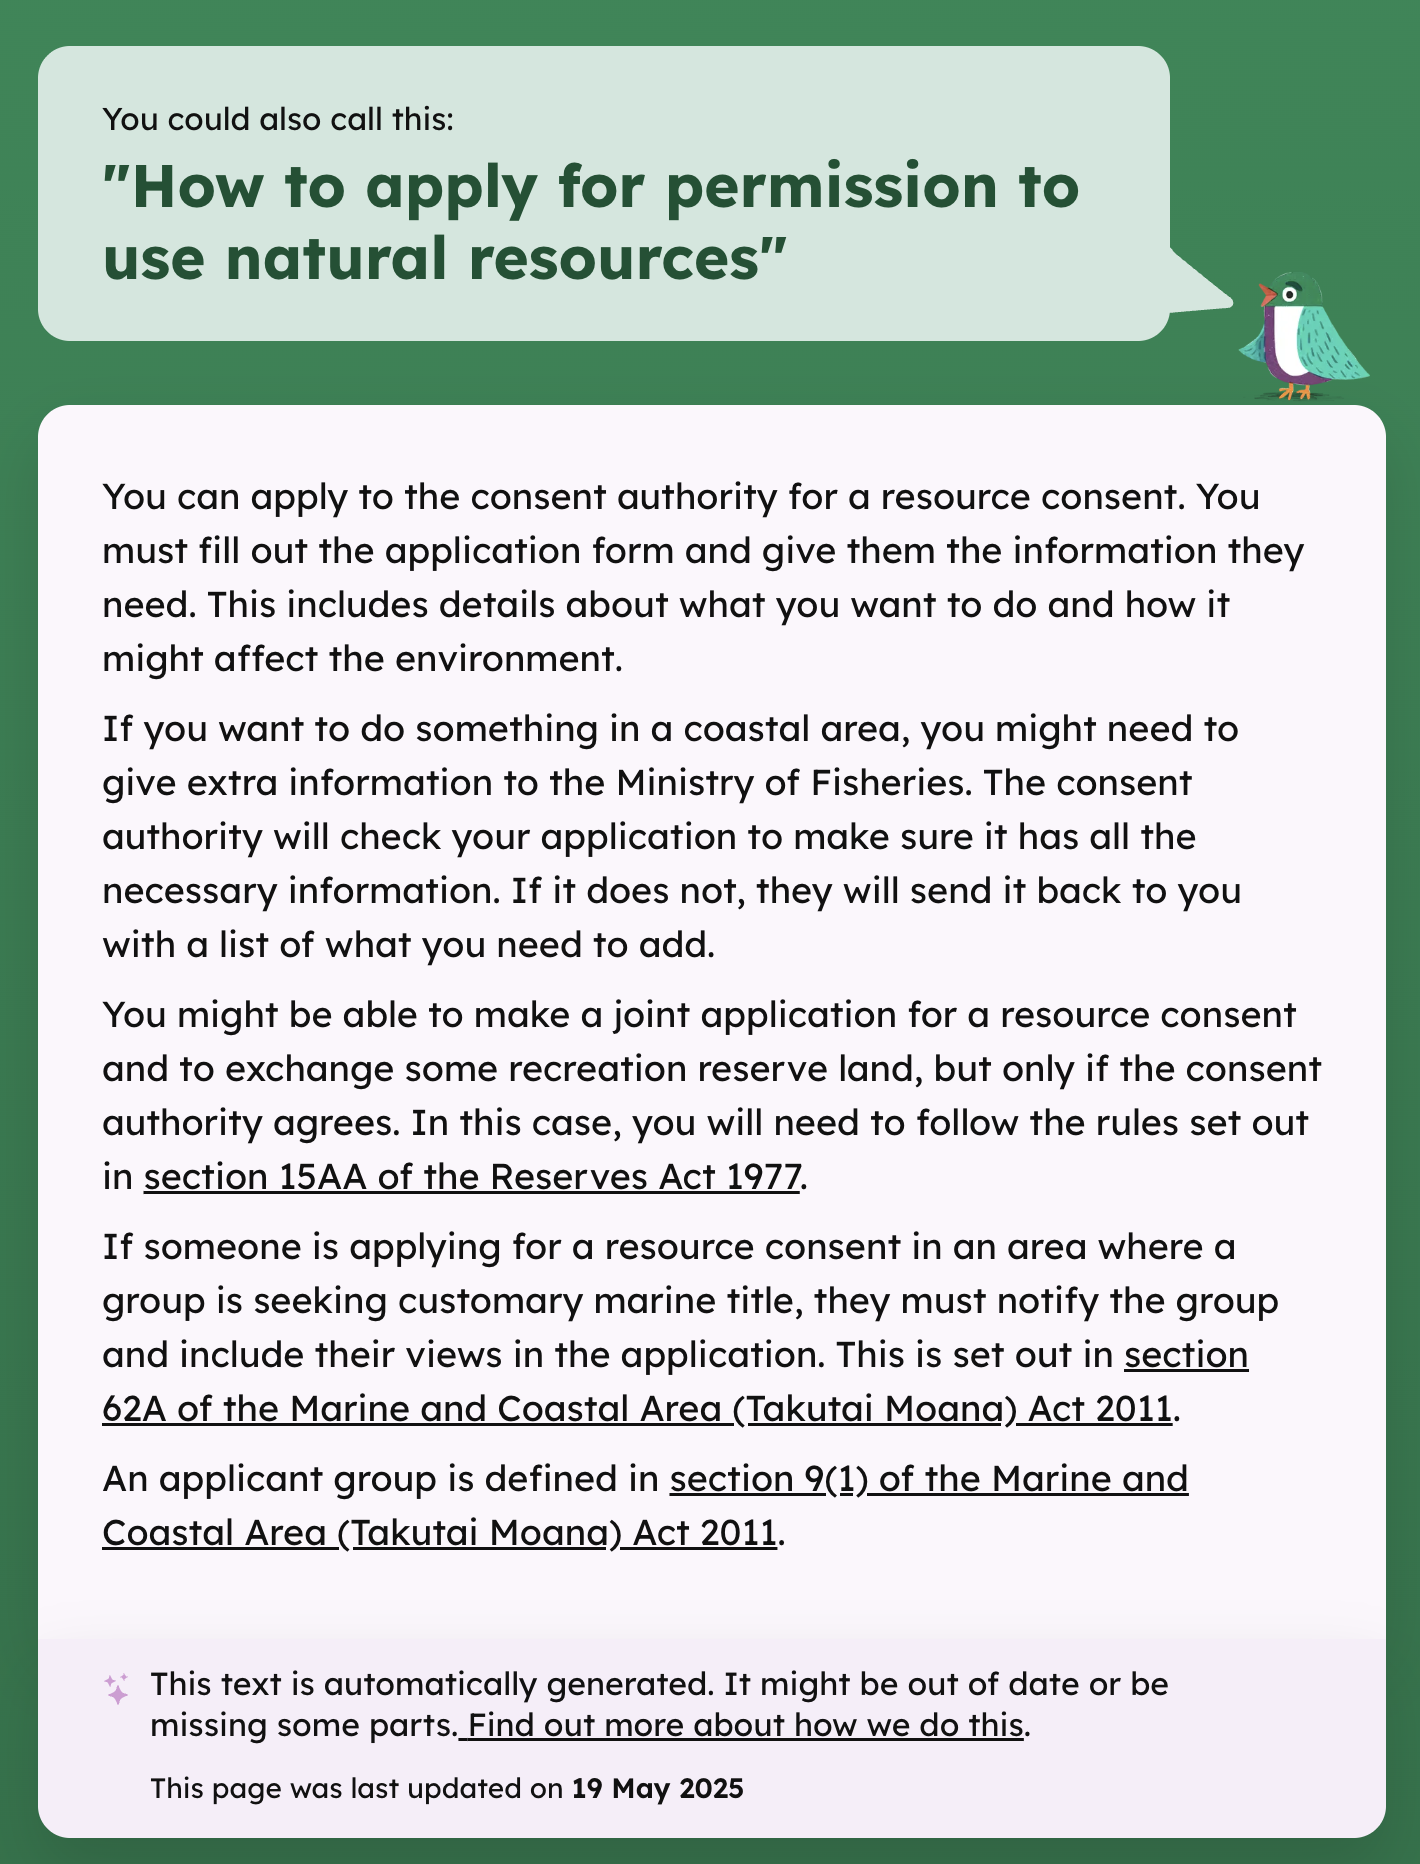 You could also call this:
"How to apply for permission to
use natural resources"
You can apply to the consent authority for a resource consent. You
must fill out the application form and give them the information they
need. This includes details about what you want to do and how it
might affect the environment.
If you want to do something in a coastal area, you might need to
give extra information to the Ministry of Fisheries. The consent
authority will check your application to make sure it has all the
necessary information. If it does not, they will send it back to you
with a list of what you need to add.
You might be able to make a joint application for a resource consent
and to exchange some recreation reserve land, but only if the consent
authority agrees. In this case, you will need to follow the rules set out
in section 15AA of the Reserves Act 1977.
If someone is applying for a resource consent in an area where a
group is seeking customary marine title, they must notify the group
and include their views in the application. This is set out in section
62A of the Marine and Coastal Area (Takutai Moana) Act 2011.
An applicant group is defined in section 9(1) of the Marine and
Coastal Area (Takutai Moana) Act 2011.
This text is automatically generated. It might be out of date or be
missing some parts. Find out more about how we do this.
This page was last updated on 19 May 2025